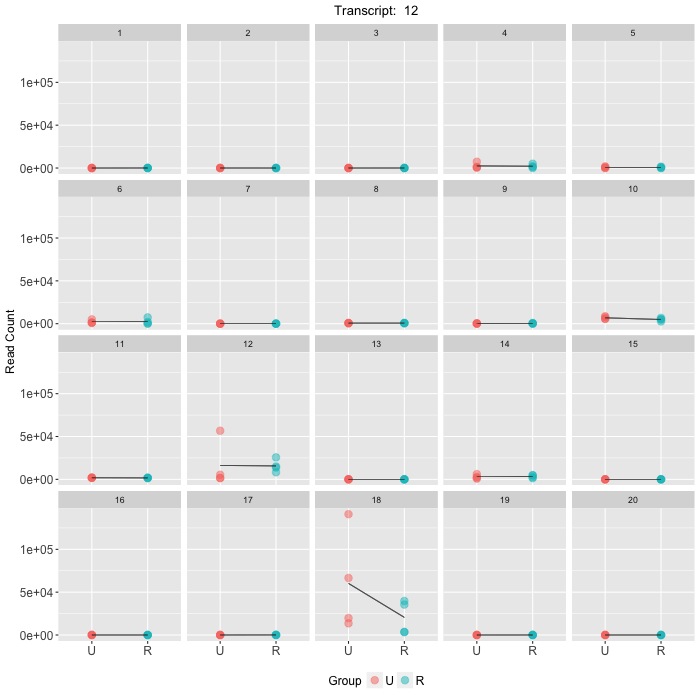 Transcript: 12
1 2 3 4 5
1e+05
5e+04
0e+00
6 7 8 9 10
1e+05
5e+04
0e+00
Read Count
11 12 13 14 15
1e+05
5e+04
0e+00
16 17 18 19 20
1e+05
5e+04
0e+00
U R U R U R U R U R
Group U R